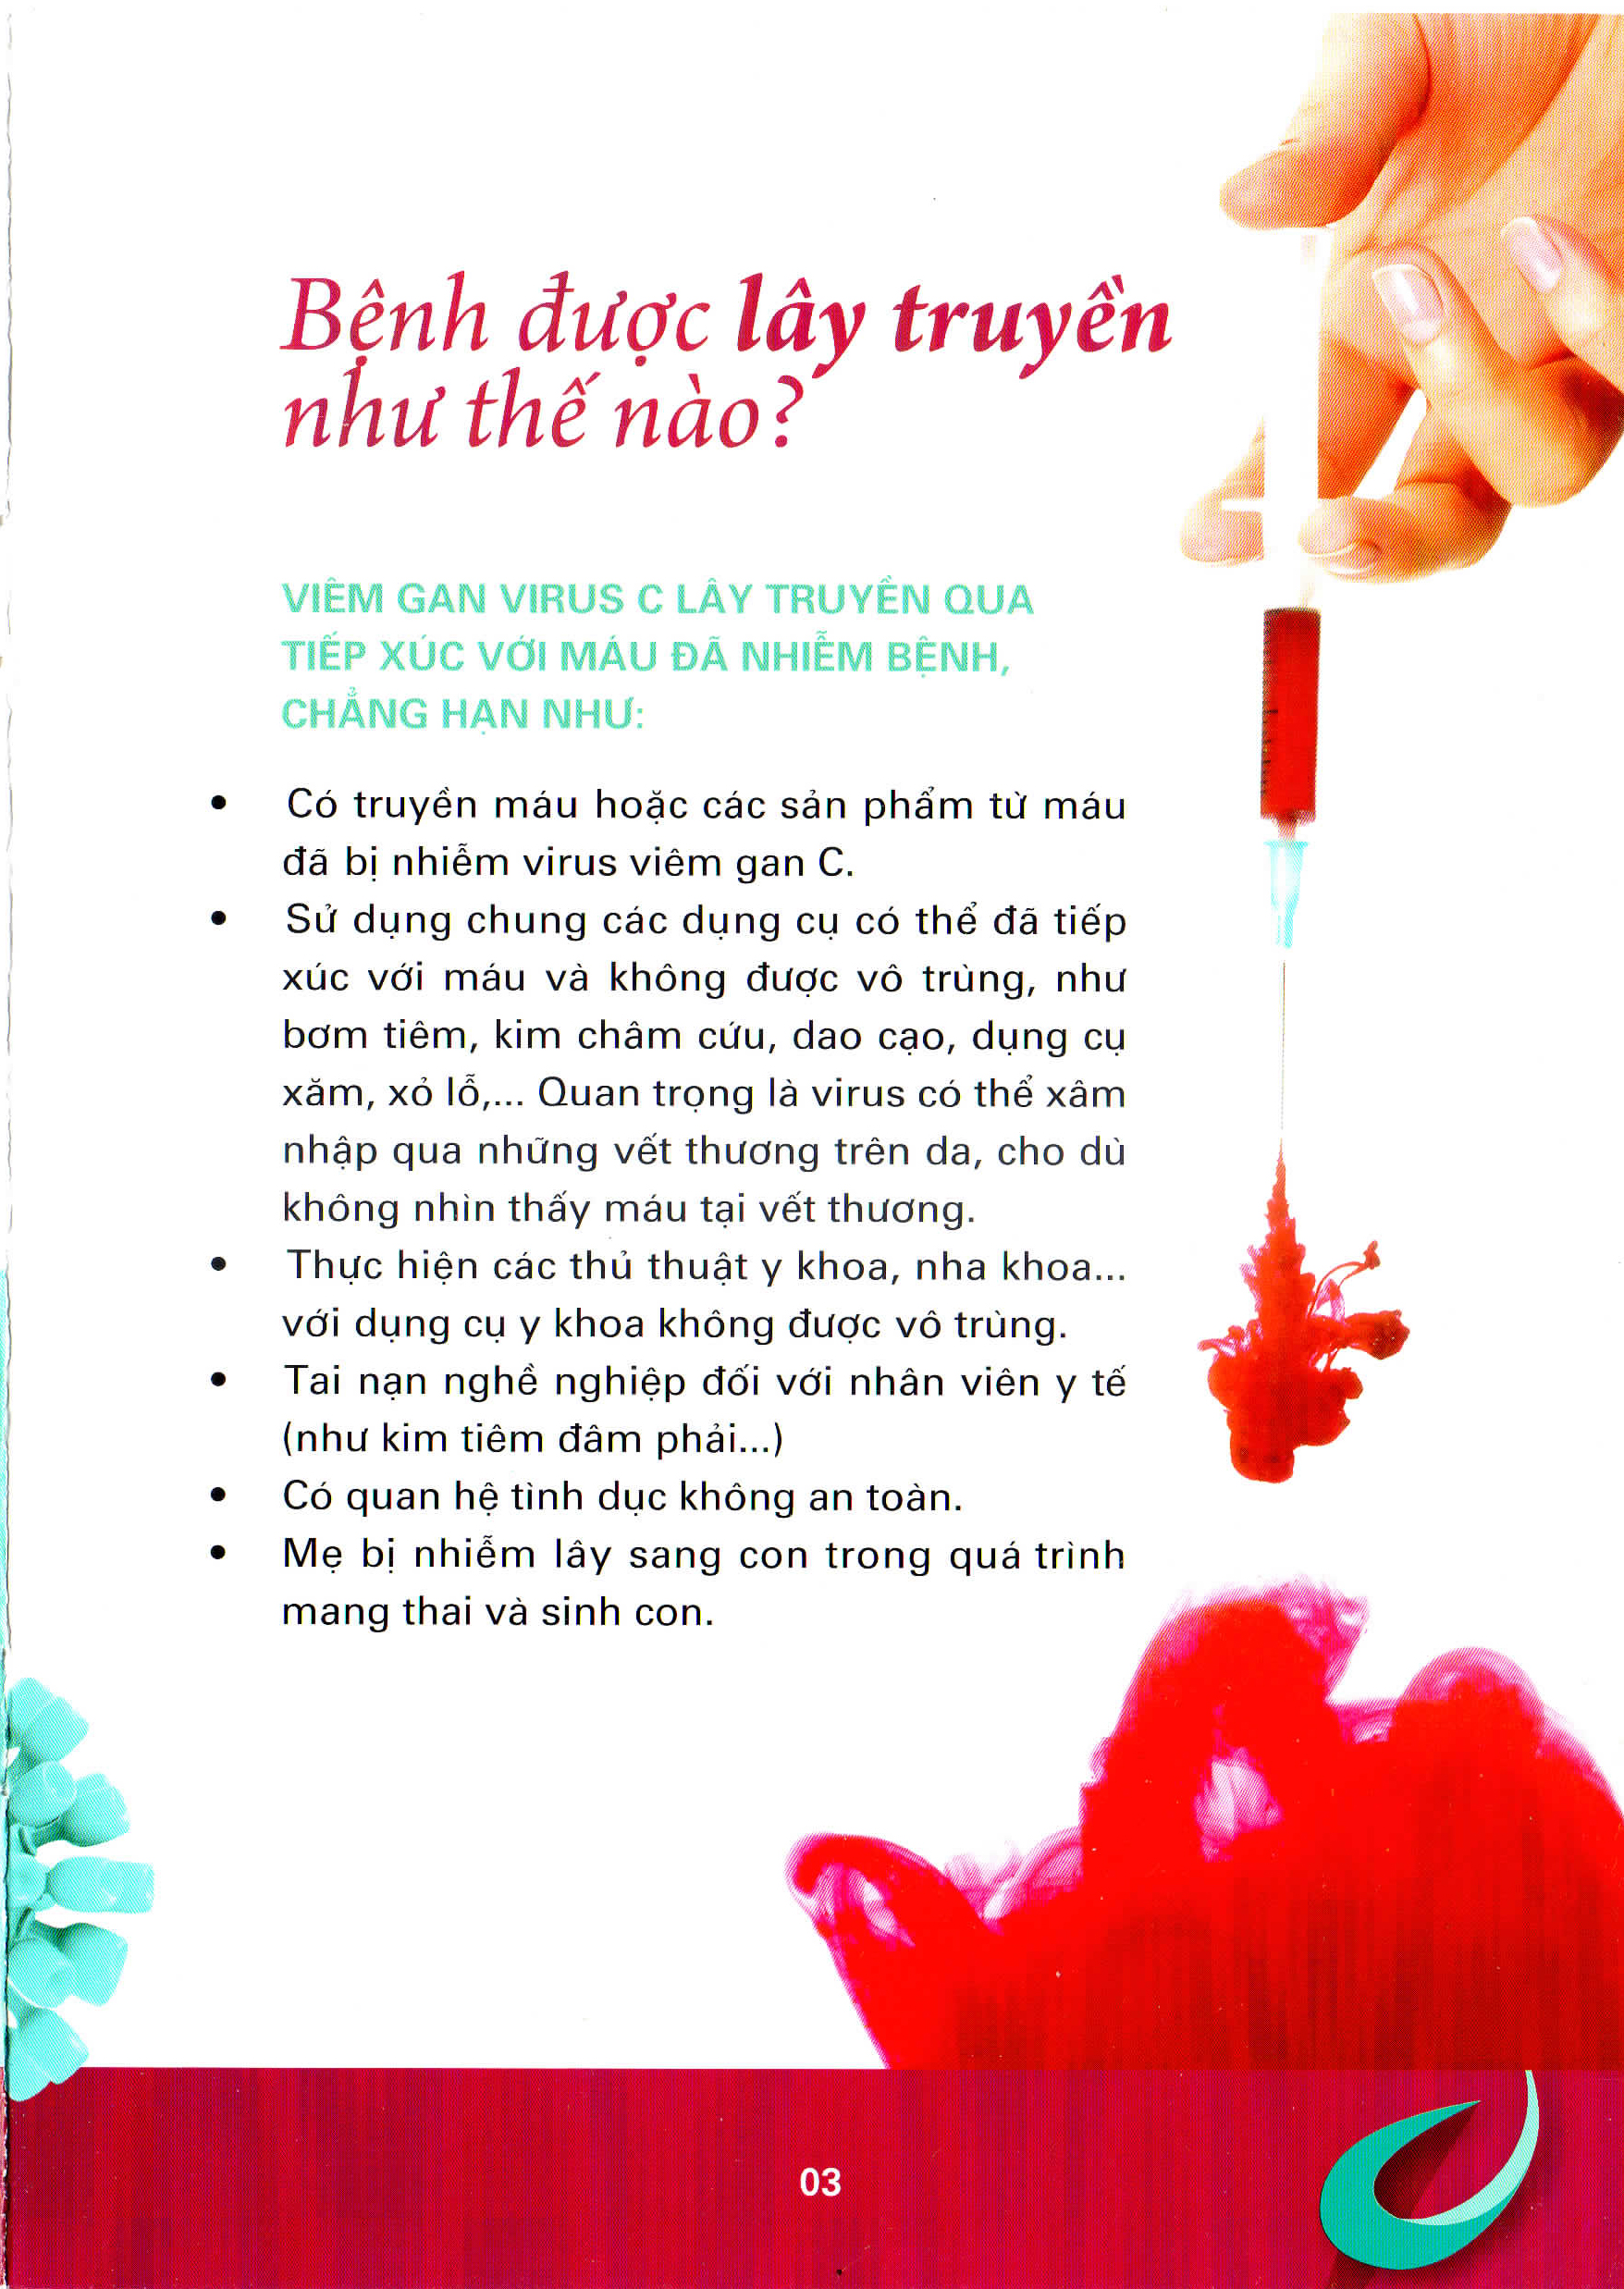 Bệnh được lây truyền
như thế nào?
VIÊM GAN VIRUS C LÂY TRUYỀN QUA
TIẾP XÚC VỚI MÁU ĐÃ NHIỄM BỆNH,
CHẲNG HẠN NHƯ:
• Có truyền máu hoặc các sản phẩm từ máu
đã bị nhiễm virus viêm gan C.
• Sử dụng chung các dụng cụ có thể đã tiếp
xúc với máu và không được vô trùng, như
bơm tiêm, kim châm cứu, dao cạo, dụng cụ
xăm, xỏ lỗ,... Quan trọng là virus có thể xâm
nhập qua những vết thương trên da, cho dù
không nhìn thấy máu tại vết thương.
• Thực hiện các thủ thuật y khoa, nha khoa...
với dụng cụ y khoa không được vô trùng.
• Tai nạn nghề nghiệp đối với nhân viên y tế
(như kim tiêm đâm phải...)
• Có quan hệ tình dục không an toàn.
• Mẹ bị nhiễm lây sang con trong quá trình
mang thai và sinh con.
03